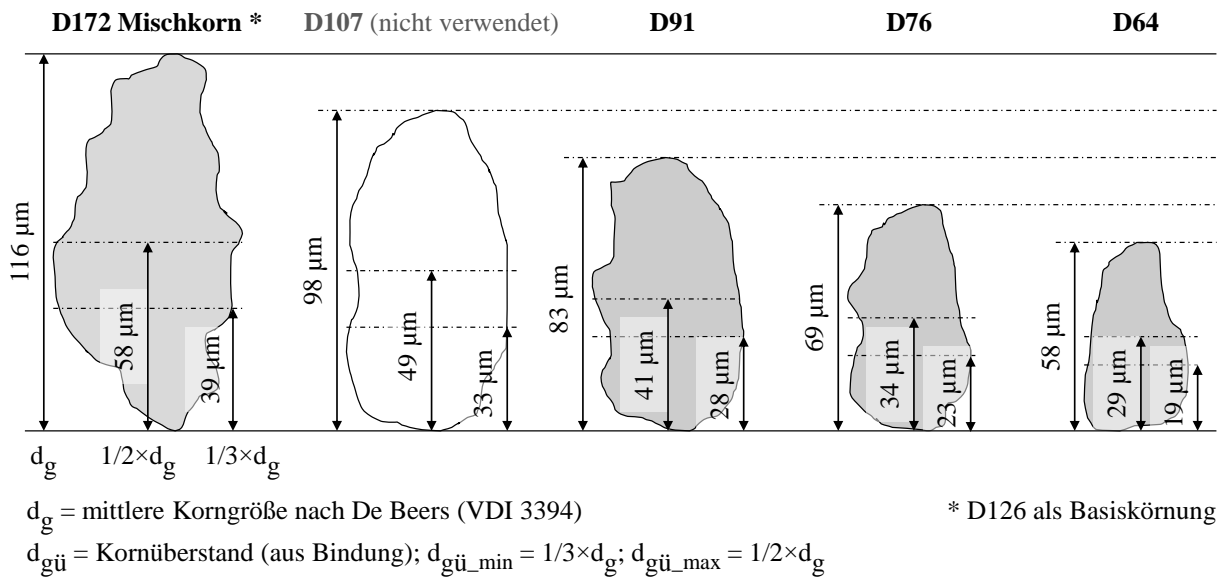 D172 Mischkorn * D107 (nicht verwendet) D91 D76 D64
116 µm 58 µm 39 µm 98 µm 49 µm 33 µm 83 µm 41 µm 28 µm 69 µm 34 µm 23 µm 58 µm 29 µm 19 µm
dg 1/2×dg 1/3×dg
dg = mittlere Korngröße nach De Beers (VDI 3394) * D126 als Basiskörnung
dgü = Kornüberstand (aus Bindung); dgü_min = 1/3×dg; dgü_max = 1/2×dg